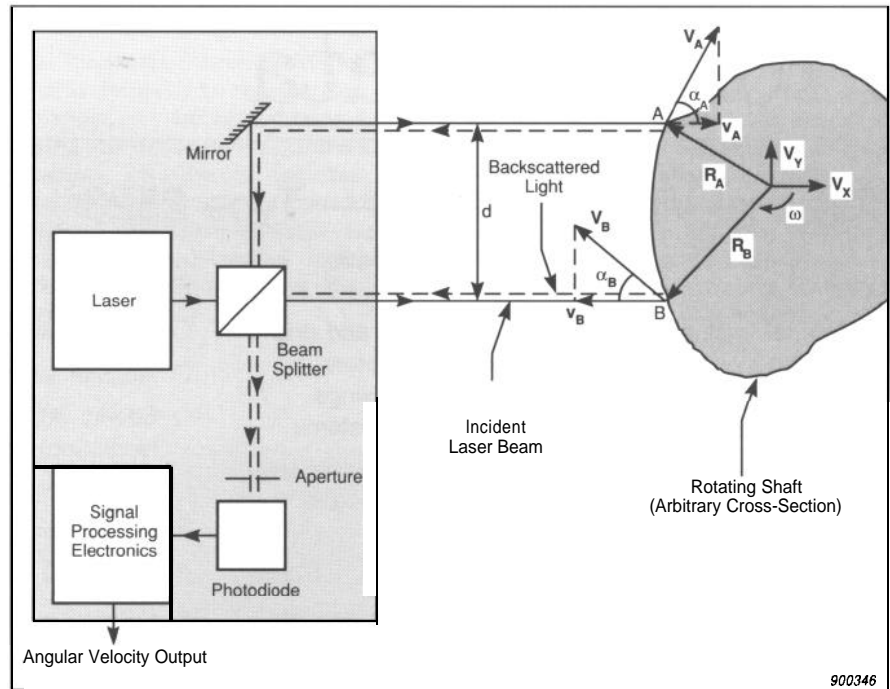 V_A
α_A
A
v_A
Mirror
Backscattered
Light
d
V_Y
R_A
V_X
ω
V_B
R_B
α_B
Laser
v_B
B
Beam
Splitter
Incident
Laser Beam
Aperture
Rotating Shaft
(Arbitrary Cross-Section)
Signal
Processing
Electronics
Photodiode
Angular Velocity Output
900346